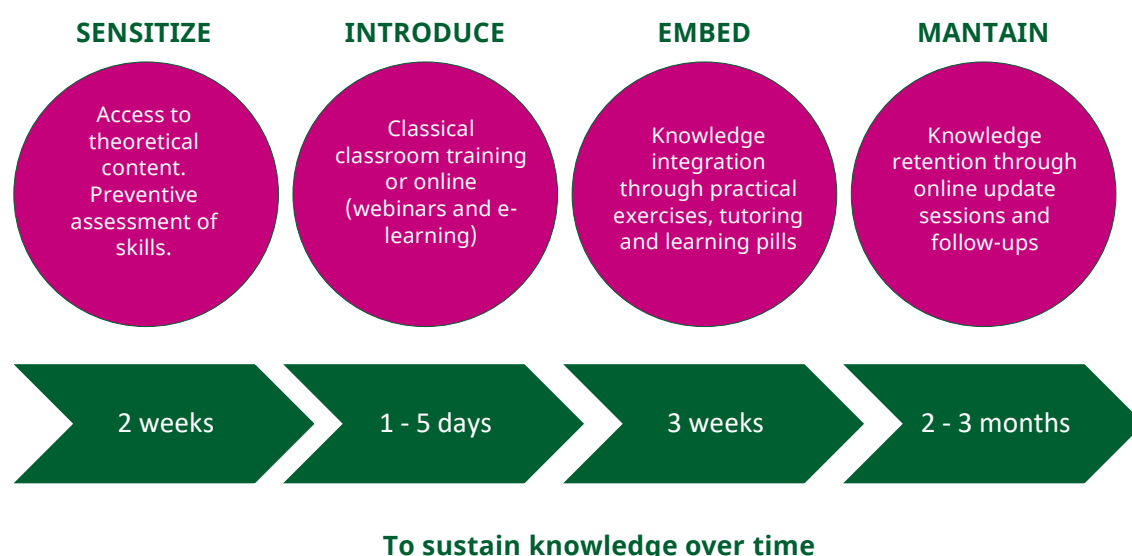 SENSITIZE
INTRODUCE
EMBED
MANTAIN
Access to
theoretical
content.
Preventive
assessment of
skills.
Classical
classroom training
or online
(webinars and e-
learning)
Knowledge
integration
through practical
exercises, tutoring
and learning pills
Knowledge
retention through
online update
sessions and
follow-ups
2 weeks
1 - 5 days
3 weeks
2 - 3 months
To sustain knowledge over time